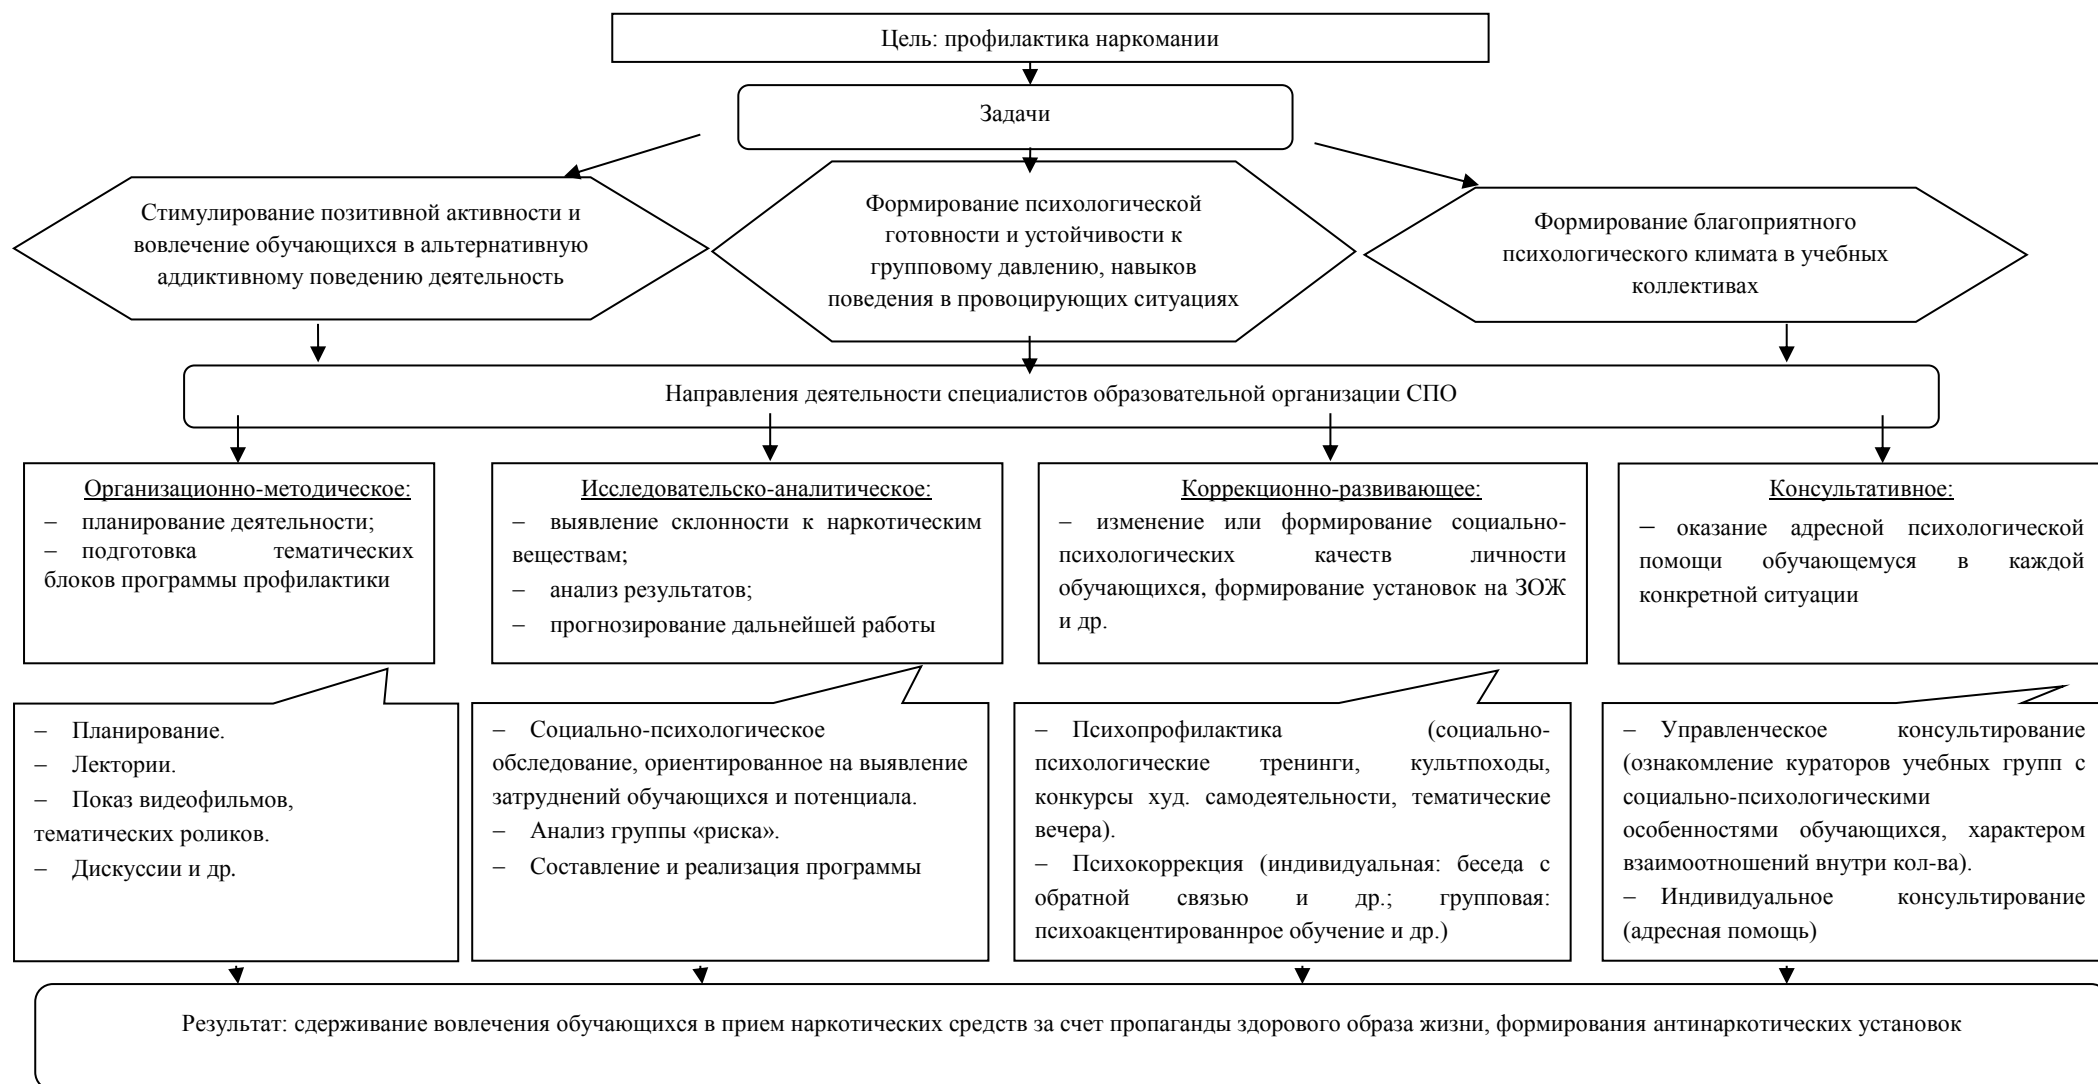 Цель: профилактика наркомании
Задачи
Стимулирование позитивной активности и
вовлечение обучающихся в альтернативную
аддиктивному поведению деятельность
Формирование психологической
готовности и устойчивости к
групповому давлению, навыков
поведения в провоцирующих ситуациях
Формирование благоприятного
психологического климата в учебных
коллективах
Направления деятельности специалистов образовательной организации СПО
Организационно-методическое:
– планирование деятельности;
– подготовка тематических
блоков программы профилактики
Исследовательско-аналитическое:
– выявление склонности к наркотическим
веществам;
– анализ результатов;
– прогнозирование дальнейшей работы
Коррекционно-развивающее:
– изменение или формирование социально-
психологических качеств личности
обучающихся, формирование установок на ЗОЖ
и др.
Консультативное:
– оказание адресной психологической
помощи обучающемуся в каждой
конкретной ситуации
– Планирование.
– Лектории.
– Показ видеофильмов,
тематических роликов.
– Дискуссии и др.
– Социально-психологическое
обследование, ориентированное на выявление
затруднений обучающихся и потенциала.
– Анализ группы «риска».
– Составление и реализация программы
– Психопрофилактика (социально-
психологические тренинги, культпоходы,
конкурсы худ. самодеятельности, тематические
вечера).
– Психокоррекция (индивидуальная: беседа с
обратной связью и др.; групповая:
психоакцентированнрое обучение и др.)
– Управленческое консультирование
(ознакомление кураторов учебных групп с
социально-психологическими
особенностями обучающихся, характером
взаимоотношений внутри кол-ва).
– Индивидуальное консультирование
(адресная помощь)
Результат: сдерживание вовлечения обучающихся в прием наркотических средств за счет пропаганды здорового образа жизни, формирования антинаркотических установок